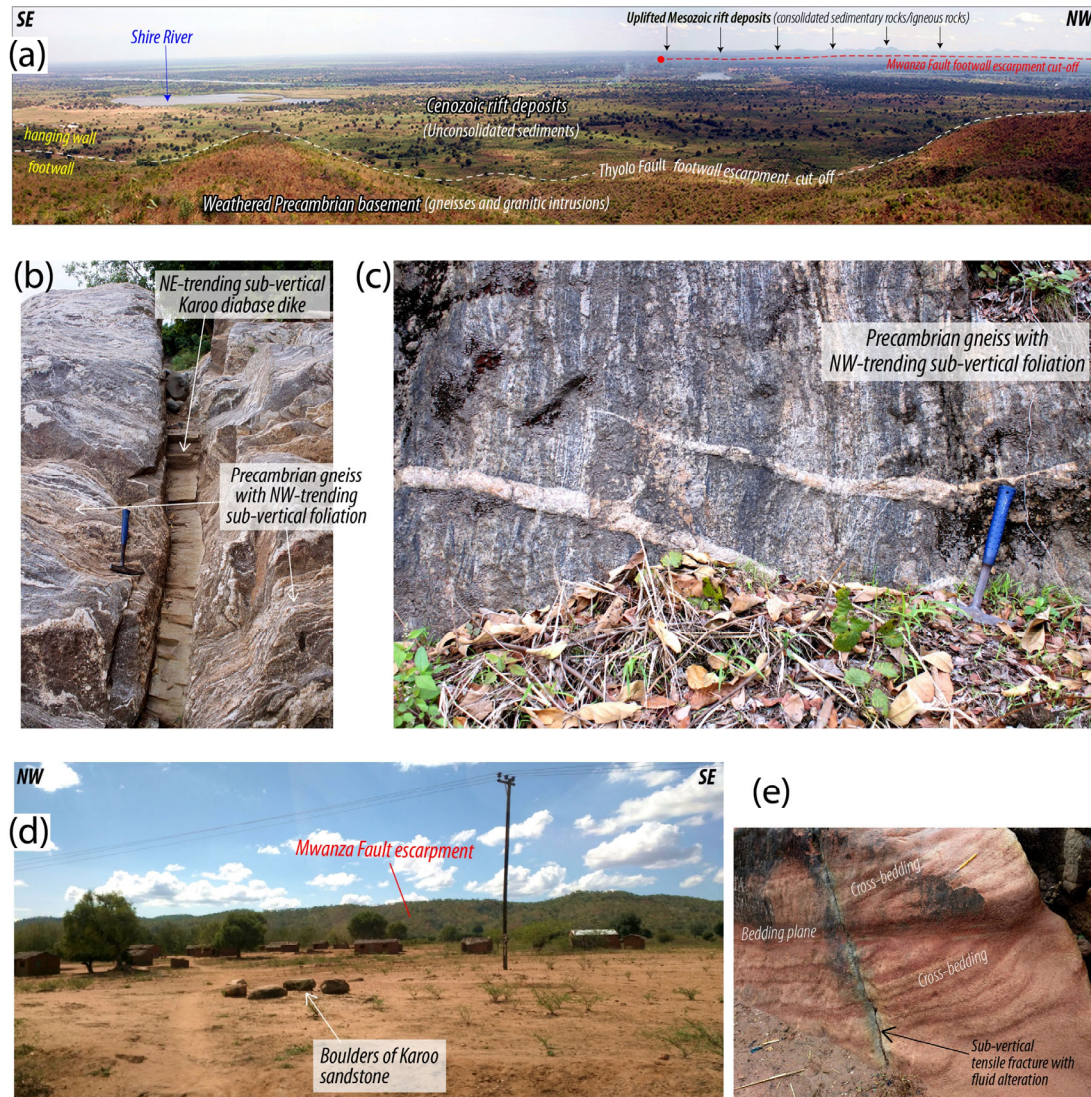 SE
NW
(a)
Shire River
Uplifted Mesozoic rift deposits (consolidated sedimentary rocks/igneous rocks)
Mwanza Fault footwall escarpment cut-off
Cenozoic rift deposits
(Unconsolidated sediments)
hanging wall
footwall
Thyolo Fault footwall escarpment cut-off
Weathered Precambrian basement (gneisses and granitic intrusions)
(b)
NE-trending sub-vertical
Karoo diabase dike
Precambrian gneiss
with NW-trending
sub-vertical foliation
(c)
Precambrian gneiss with
NW-trending sub-vertical foliation
NW
SE
(d)
Mwanza Fault escarpment
Boulders of Karoo
sandstone
(e)
Cross-bedding
Bedding plane
Cross-bedding
Sub-vertical
tensile fracture with
fluid alteration